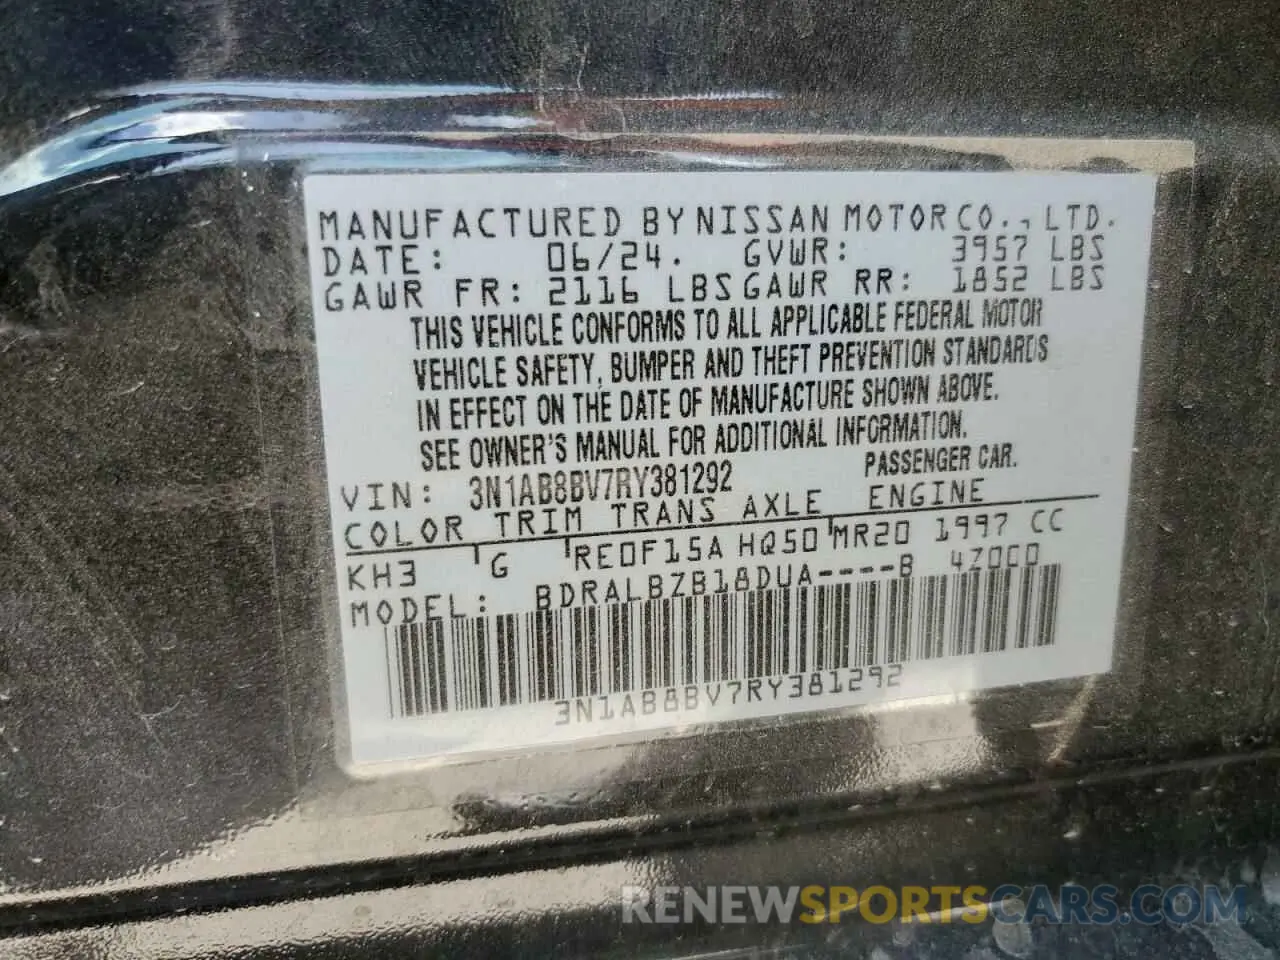 MANUFACTURED BY NISSAN MOTOR CO., LTD.
DATE: 06/24. GVWR: 3957 LBS
GAWR FR: 2116 LBS GAWR RR: 1852 LBS
THIS VEHICLE CONFORMS TO ALL APPLICABLE FEDERAL MOTOR
VEHICLE SAFETY, BUMPER AND THEFT PREVENTION STANDARDS
IN EFFECT ON THE DATE OF MANUFACTURE SHOWN ABOVE.
SEE OWNER'S MANUAL FOR ADDITIONAL INFORMATION.
VIN: 3N1AB8BV7RY381292 PASSENGER CAR.
COLOR TRIM TRANS AXLE ENGINE
KH3 G RE0F15A HQ50 MR20 1997 CC
MODEL: BDRALBZB18DUA----B 4Z000
3N1AB8BV7RY381292
RENEWSPORTSCARS.COM